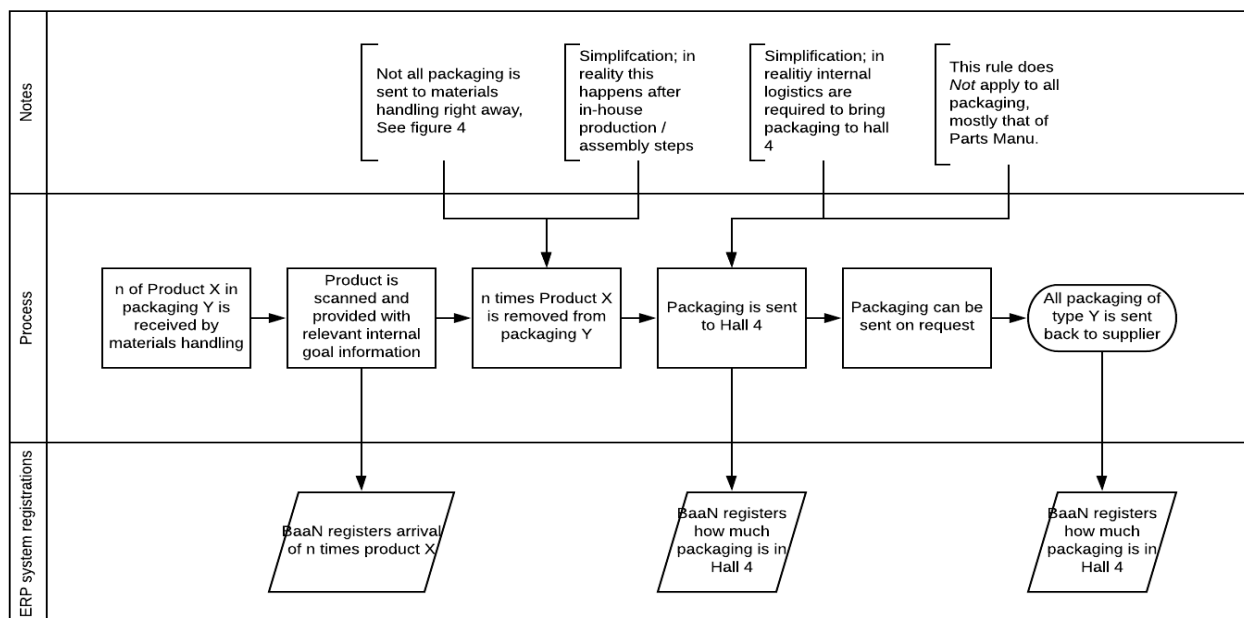 Notes
Not all packaging is
sent to materials
handling right away,
See figure 4
Simplifcation; in
reality this
happens after
in-house
production /
assembly steps
Simplification; in
realitiy internal
logistics are
required to bring
packaging to hall
4
This rule does
Not apply to all
packaging,
mostly that of
Parts Manu.
Process
n of Product X in
packaging Y is
received by
materials handling
Product is
scanned and
provided with
relevant internal
goal information
n times Product X
is removed from
packaging Y
Packaging is sent
to Hall 4
Packaging can be
sent on request
All packaging of
type Y is sent
back to supplier
ERP system registrations
BaaN registers arrival
of n times product X
BaaN registers
how much
packaging is in
Hall 4
BaaN registers
how much
packaging is in
Hall 4